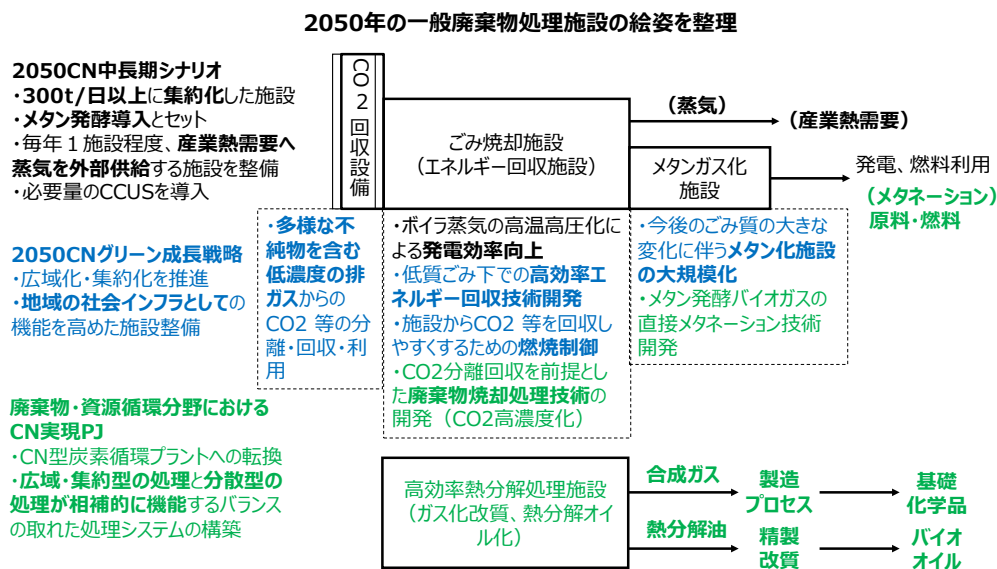 2050年の一般廃棄物処理施設の絵姿を整理
2050CN中長期シナリオ
・300t/日以上に集約化した施設
・メタン発酵導入とセット
・毎年１施設程度、産業熱需要へ
蒸気を外部供給する施設を整備
・必要量のCCUSを導入
2050CNグリーン成長戦略
・広域化・集約化を推進
・地域の社会インフラとしての
機能を高めた施設整備
廃棄物・資源循環分野における
CN実現PJ
・CN型炭素循環プラントへの転換
・広域・集約型の処理と分散型の
処理が相補的に機能するバランス
の取れた処理システムの構築
CO2回収設備
ごみ焼却施設
（エネルギー回収施設）
（蒸気）
（産業熱需要）
メタンガス化
施設
発電、燃料利用
（メタネーション）
原料・燃料
・多様な不
純物を含む
低濃度の排
ガスからの
CO2 等の分
離・回収・利
用
・ボイラ蒸気の高温高圧化に
よる発電効率向上
・低質ごみ下での高効率エ
ネルギー回収技術開発
・施設からCO2 等を回収し
やすくするための燃焼制御
・CO2分離回収を前提とし
た廃棄物焼却処理技術の
開発（CO2高濃度化）
・今後のごみ質の大きな
変化に伴うメタン化施設
の大規模化
・メタン発酵バイオガスの
直接メタネーション技術
開発
高効率熱分解処理施設
（ガス化改質、熱分解オイ
ル化）
合成ガス
製造
プロセス
基礎
化学品
熱分解油
精製
改質
バイオ
オイル